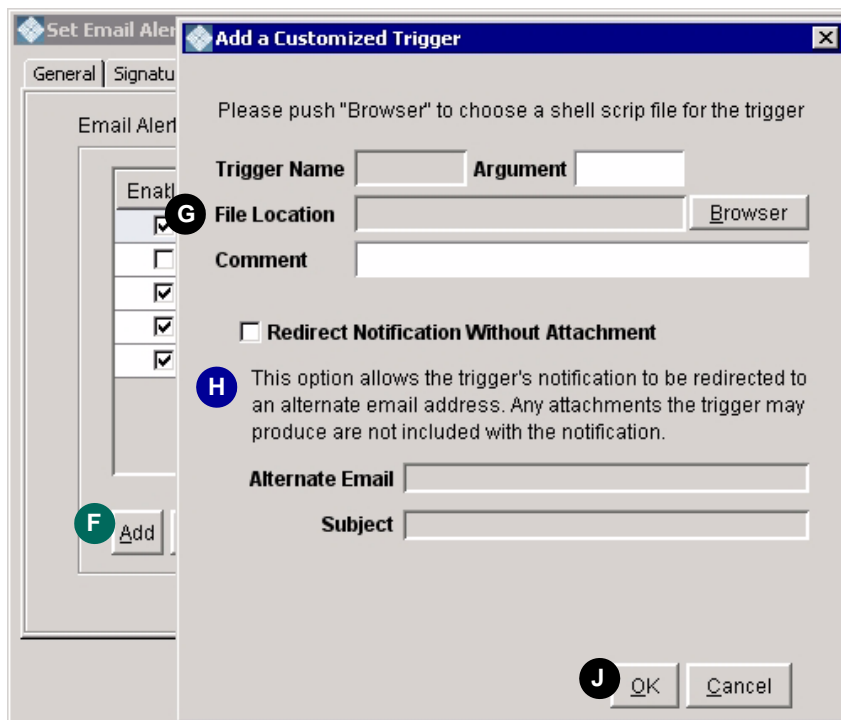 Set Email Aler
Add a Customized Trigger
General Signatu
Please push "Browser" to choose a shell scrip file for the trigger
Email Alert
Trigger Name Argument
Enabl
G File Location Browser
Comment
Redirect Notification Without Attachment
H This option allows the trigger's notification to be redirected to
an alternate email address. Any attachments the trigger may
produce are not included with the notification.
Alternate Email
F Add
Subject
J OK Cancel